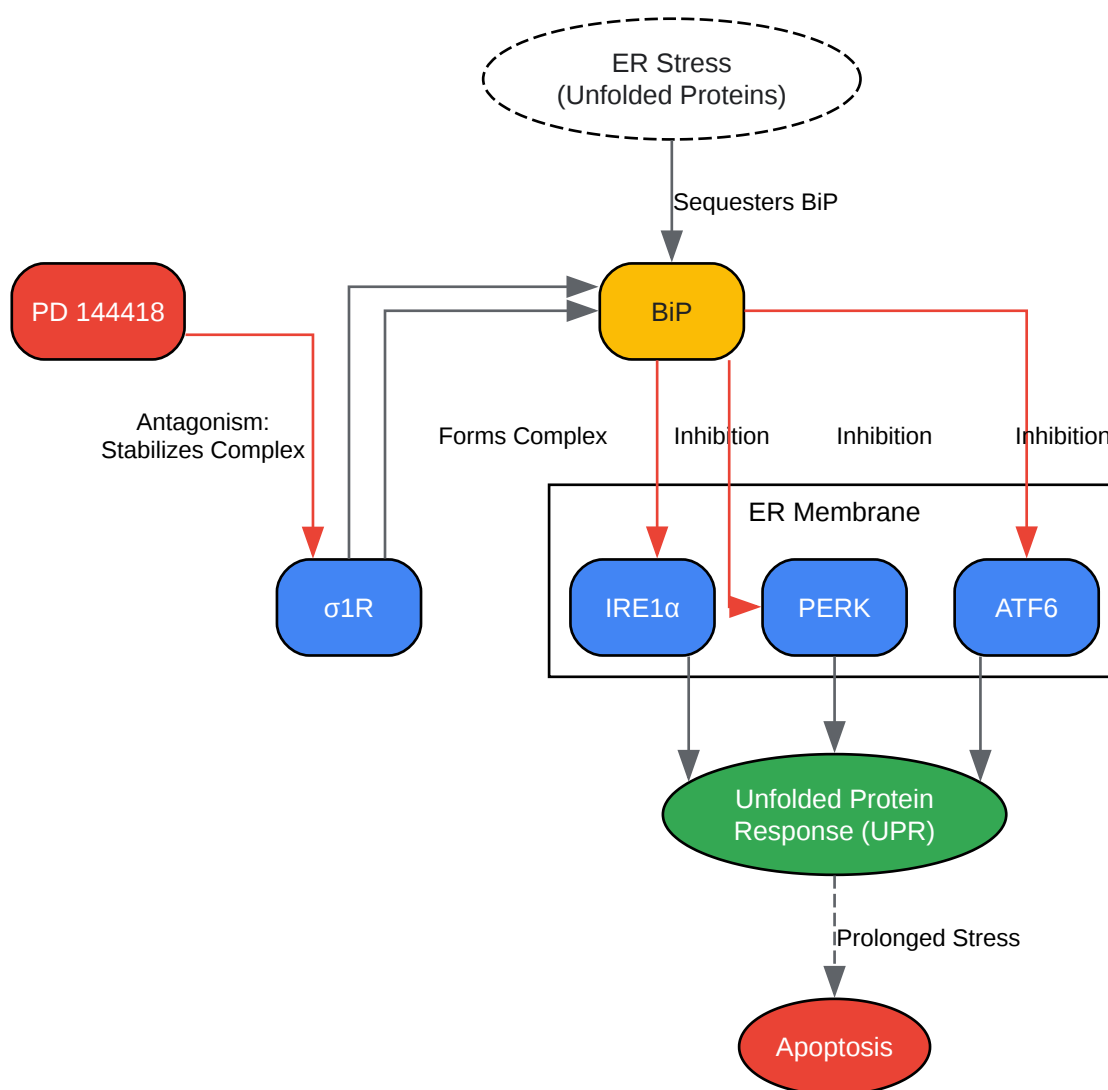 ER Stress
(Unfolded Proteins)
Sequesters BiP
PD 144418
BiP
Antagonism:
Stabilizes Complex
Forms Complex
Inhibition
Inhibition
Inhibition
ER Membrane
σ1R
IRE1α
PERK
ATF6
Unfolded Protein
Response (UPR)
Prolonged Stress
Apoptosis